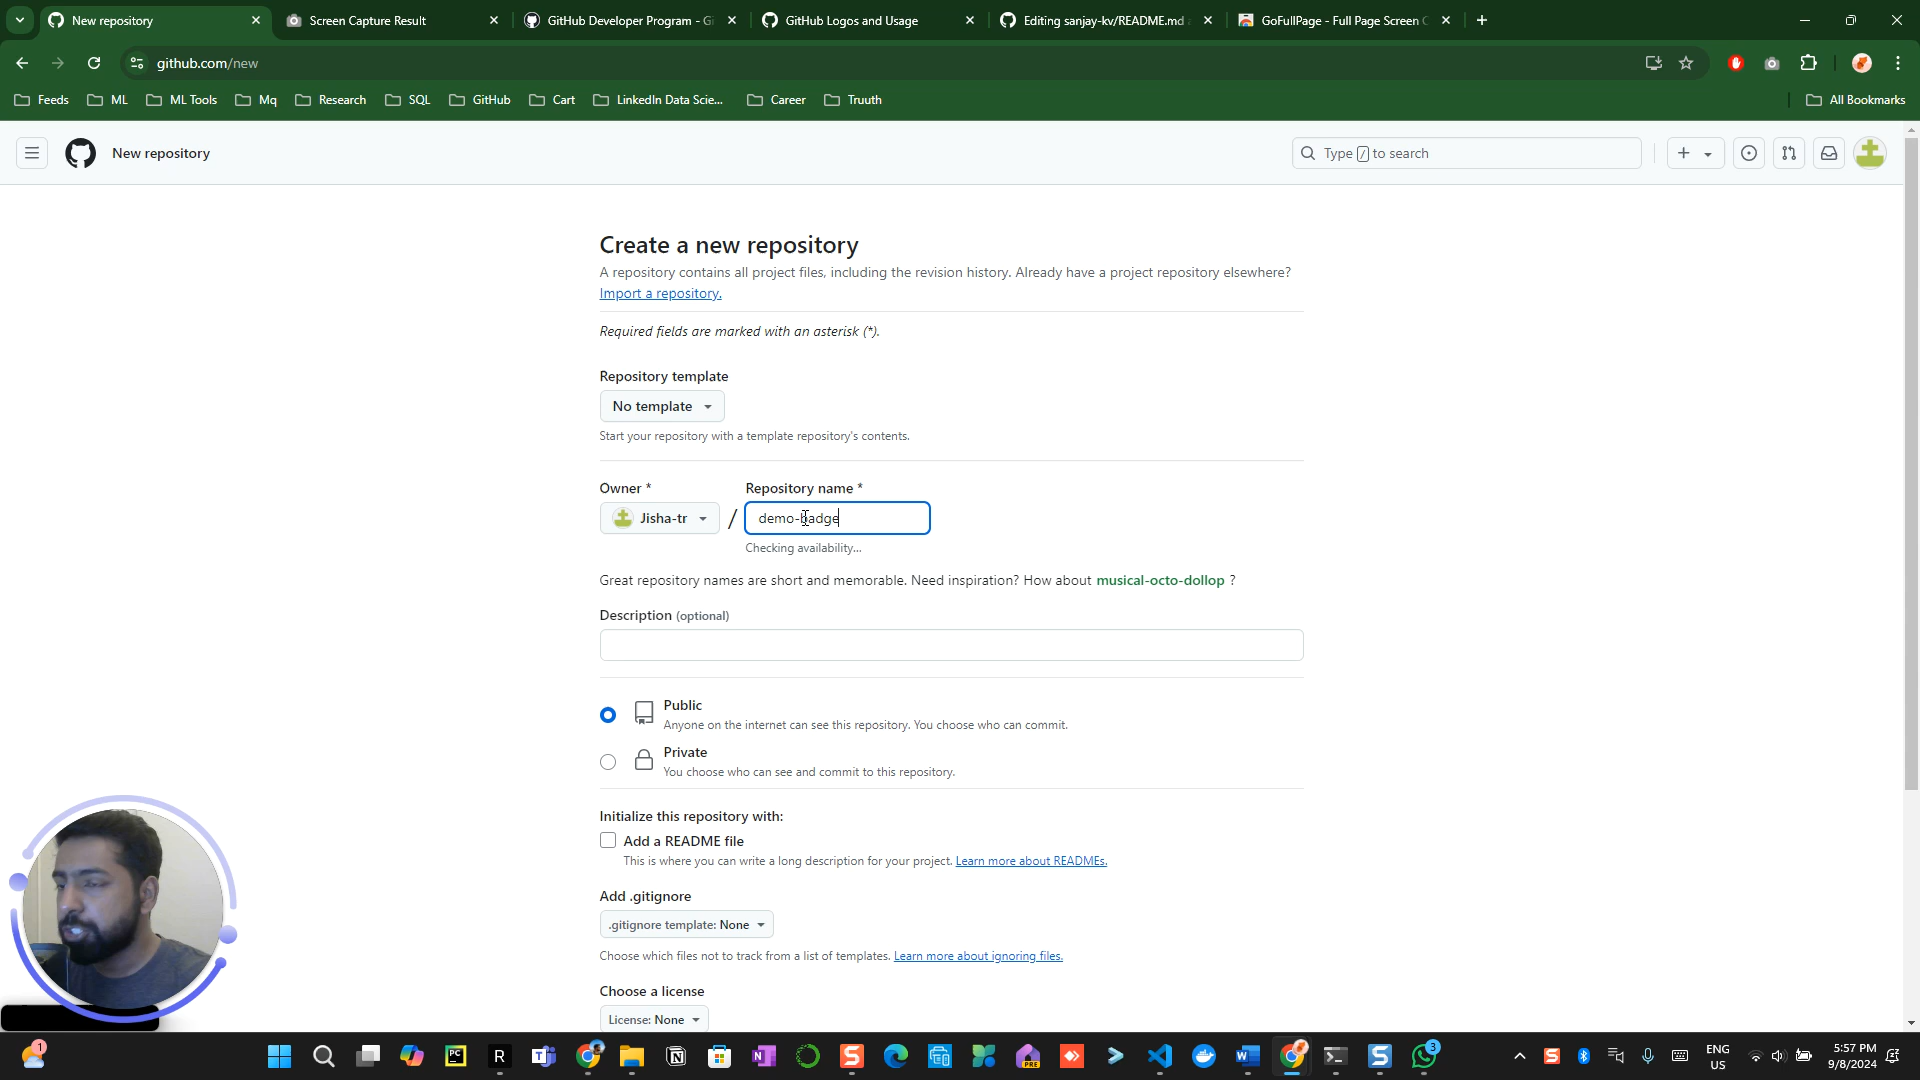 New repository
Screen Capture Result
GitHub Developer Program - Gi
GitHub Logos and Usage
Editing sanjay-kv/README.md
GoFullPage - Full Page Screen C
github.com/new
Feeds
ML
ML Tools
Mq
Research
SQL
GitHub
Cart
LinkedIn Data Scie...
Career
Truuth
All Bookmarks
New repository
Type / to search
Create a new repository
A repository contains all project files, including the revision history. Already have a project repository elsewhere?
Import a repository.
Required fields are marked with an asterisk (*).
Repository template
No template
Start your repository with a template repository's contents.
Owner * Repository name *
Jisha-tr / demo-badge
Checking availability...
Great repository names are short and memorable. Need inspiration? How about musical-octo-dollop ?
Description (optional)
Public
Anyone on the internet can see this repository. You choose who can commit.
Private
You choose who can see and commit to this repository.
Initialize this repository with:
Add a README file
This is where you can write a long description for your project. Learn more about READMEs.
Add .gitignore
.gitignore template: None
Choose which files not to track from a list of templates. Learn more about ignoring files.
Choose a license
License: None
1
PC
R
PRE
3
ENG
US
5:57 PM
9/8/2024